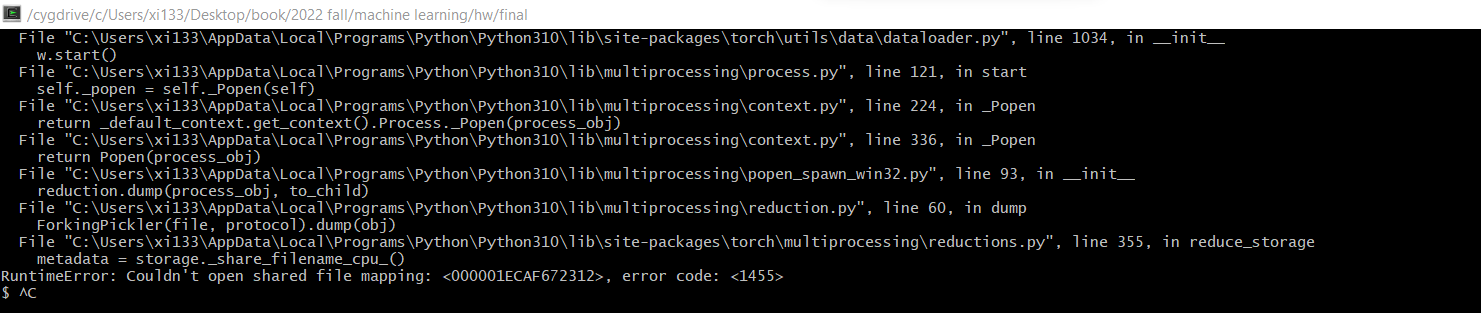 /cygdrive/c/Users/xi133/Desktop/book/2022 fall/machine learning/hw/final
File "C:\Users\xi133\AppData\Local\Programs\Python\Python310\lib\site-packages\torch\utils\data\dataloader.py", line 1034, in __init__
w.start()
File "C:\Users\xi133\AppData\Local\Programs\Python\Python310\lib\multiprocessing\process.py", line 121, in start
self._popen = self._Popen(self)
File "C:\Users\xi133\AppData\Local\Programs\Python\Python310\lib\multiprocessing\context.py", line 224, in _Popen
return _default_context.get_context().Process._Popen(process_obj)
File "C:\Users\xi133\AppData\Local\Programs\Python\Python310\lib\multiprocessing\context.py", line 336, in _Popen
return Popen(process_obj)
File "C:\Users\xi133\AppData\Local\Programs\Python\Python310\lib\multiprocessing\popen_spawn_win32.py", line 93, in __init__
reduction.dump(process_obj, to_child)
File "C:\Users\xi133\AppData\Local\Programs\Python\Python310\lib\multiprocessing\reduction.py", line 60, in dump
ForkingPickler(file, protocol).dump(obj)
File "C:\Users\xi133\AppData\Local\Programs\Python\Python310\lib\site-packages\torch\multiprocessing\reductions.py", line 355, in reduce_storage
metadata = storage._share_filename_cpu_()
RuntimeError: Couldn't open shared file mapping: <000001ECAF672312>, error code: <1455>
$ ^C